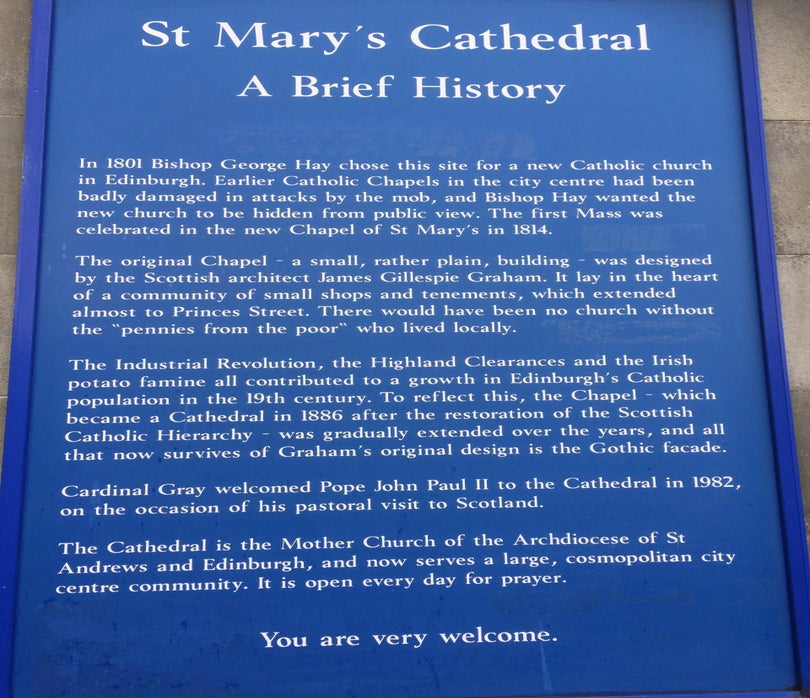 St Mary's Cathedral
A Brief History
In 1801 Bishop George Hay chose this site for a new Catholic church
in Edinburgh. Earlier Catholic Chapels in the city centre had been
badly damaged in attacks by the mob, and Bishop Hay wanted the
new church to be hidden from public view. The first Mass was
celebrated in the new Chapel of St Mary's in 1814.
The original Chapel - a small, rather plain, building - was designed
by the Scottish architect James Gillespie Graham. It lay in the heart
of a community of small shops and tenements, which extended
almost to Princes Street. There would have been no church without
the "pennies from the poor" who lived locally.
The Industrial Revolution, the Highland Clearances and the Irish
potato famine all contributed to a growth in Edinburgh's Catholic
population in the 19th century. To reflect this, the Chapel - which
became a Cathedral in 1886 after the restoration of the Scottish
Catholic Hierarchy - was gradually extended over the years, and all
that now survives of Graham's original design is the Gothic facade.
Cardinal Gray welcomed Pope John Paul II to the Cathedral in 1982,
on the occasion of his pastoral visit to Scotland.
The Cathedral is the Mother Church of the Archdiocese of St
Andrews and Edinburgh, and now serves a large, cosmopolitan city
centre community. It is open every day for prayer.
You are very welcome.